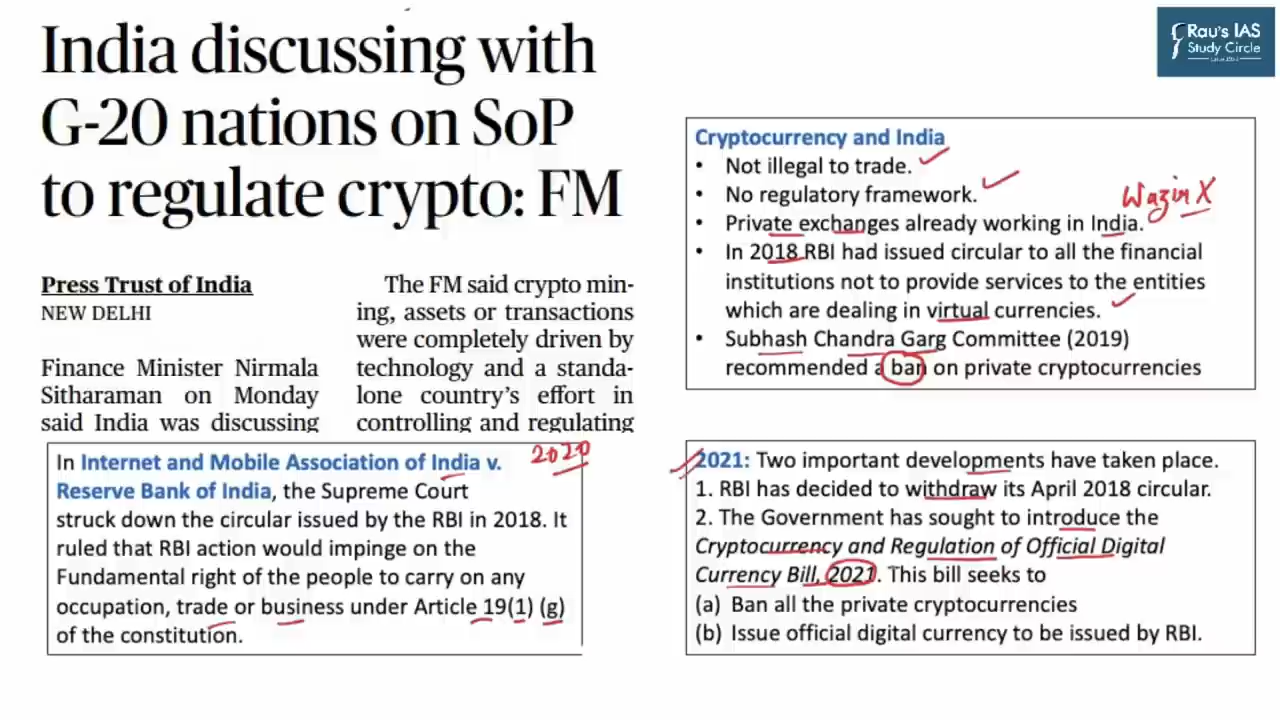 India discussing with
G-20 nations on SoP
to regulate crypto: FM
Press Trust of India
NEW DELHI
Finance Minister Nirmala
Sitharaman on Monday
said India was discussing
The FM said crypto min-
ing, assets or transactions
were completely driven by
technology and a standa-
lone country's effort in
controlling and regulating
Rau's IAS
Study Circle
Cryptocurrency and India
• Not illegal to trade.
• No regulatory framework.
WazirX
• Private exchanges already working in India.
• In 2018 RBI had issued circular to all the financial
institutions not to provide services to the entities
which are dealing in virtual currencies.
• Subhash Chandra Garg Committee (2019)
recommended a ban on private cryptocurrencies
2020
In Internet and Mobile Association of India v.
Reserve Bank of India, the Supreme Court
struck down the circular issued by the RBI in 2018. It
ruled that RBI action would impinge on the
Fundamental right of the people to carry on any
occupation, trade or business under Article 19(1) (g)
of the constitution.
2021: Two important developments have taken place.
1. RBI has decided to withdraw its April 2018 circular.
2. The Government has sought to introduce the
Cryptocurrency and Regulation of Official Digital
Currency Bill, 2021. This bill seeks to
(a) Ban all the private cryptocurrencies
(b) Issue official digital currency to be issued by RBI.